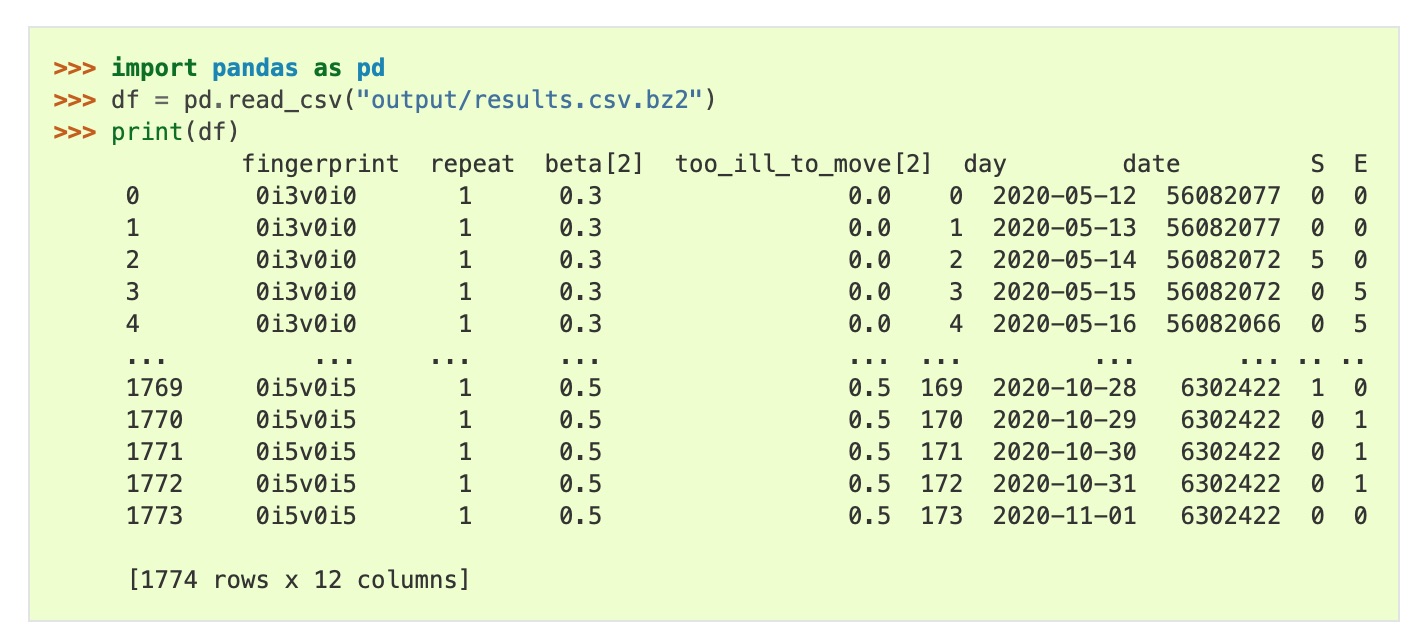 >>> import pandas as pd
>>> df = pd.read_csv("output/results.csv.bz2")
>>> print(df)
        fingerprint  repeat  beta[2]  too_ill_to_move[2]  day        date         S  E
0        0i3v0i0       1      0.3                 0.0    0  2020-05-12  56082077  0  0
1        0i3v0i0       1      0.3                 0.0    1  2020-05-13  56082077  0  0
2        0i3v0i0       1      0.3                 0.0    2  2020-05-14  56082072  5  0
3        0i3v0i0       1      0.3                 0.0    3  2020-05-15  56082072  0  5
4        0i3v0i0       1      0.3                 0.0    4  2020-05-16  56082066  0  5
...          ...     ...      ...                 ...  ...         ...       ... .. ..
1769     0i5v0i5       1      0.5                 0.5  169  2020-10-28   6302422  1  0
1770     0i5v0i5       1      0.5                 0.5  170  2020-10-29   6302422  0  1
1771     0i5v0i5       1      0.5                 0.5  171  2020-10-30   6302422  0  1
1772     0i5v0i5       1      0.5                 0.5  172  2020-10-31   6302422  0  1
1773     0i5v0i5       1      0.5                 0.5  173  2020-11-01   6302422  0  0
[1774 rows x 12 columns]